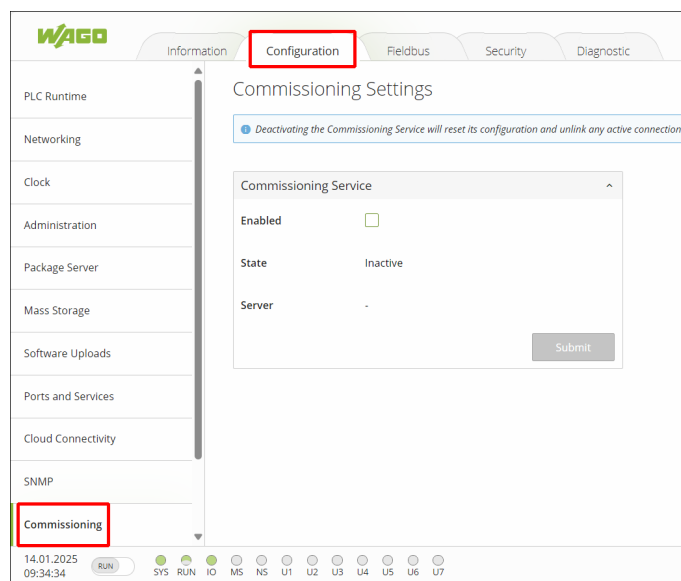 WAGO
Information Configuration Fieldbus Security Diagnostic
PLC Runtime
Networking
Clock
Administration
Package Server
Mass Storage
Software Uploads
Ports and Services
Cloud Connectivity
SNMP
Commissioning
Commissioning Settings
Deactivating the Commissioning Service will reset its configuration and unlink any active connection
Commissioning Service
Enabled
State Inactive
Server -
Submit
14.01.2025
09:34:34
RUN
SYS RUN IO MS NS U1 U2 U3 U4 U5 U6 U7